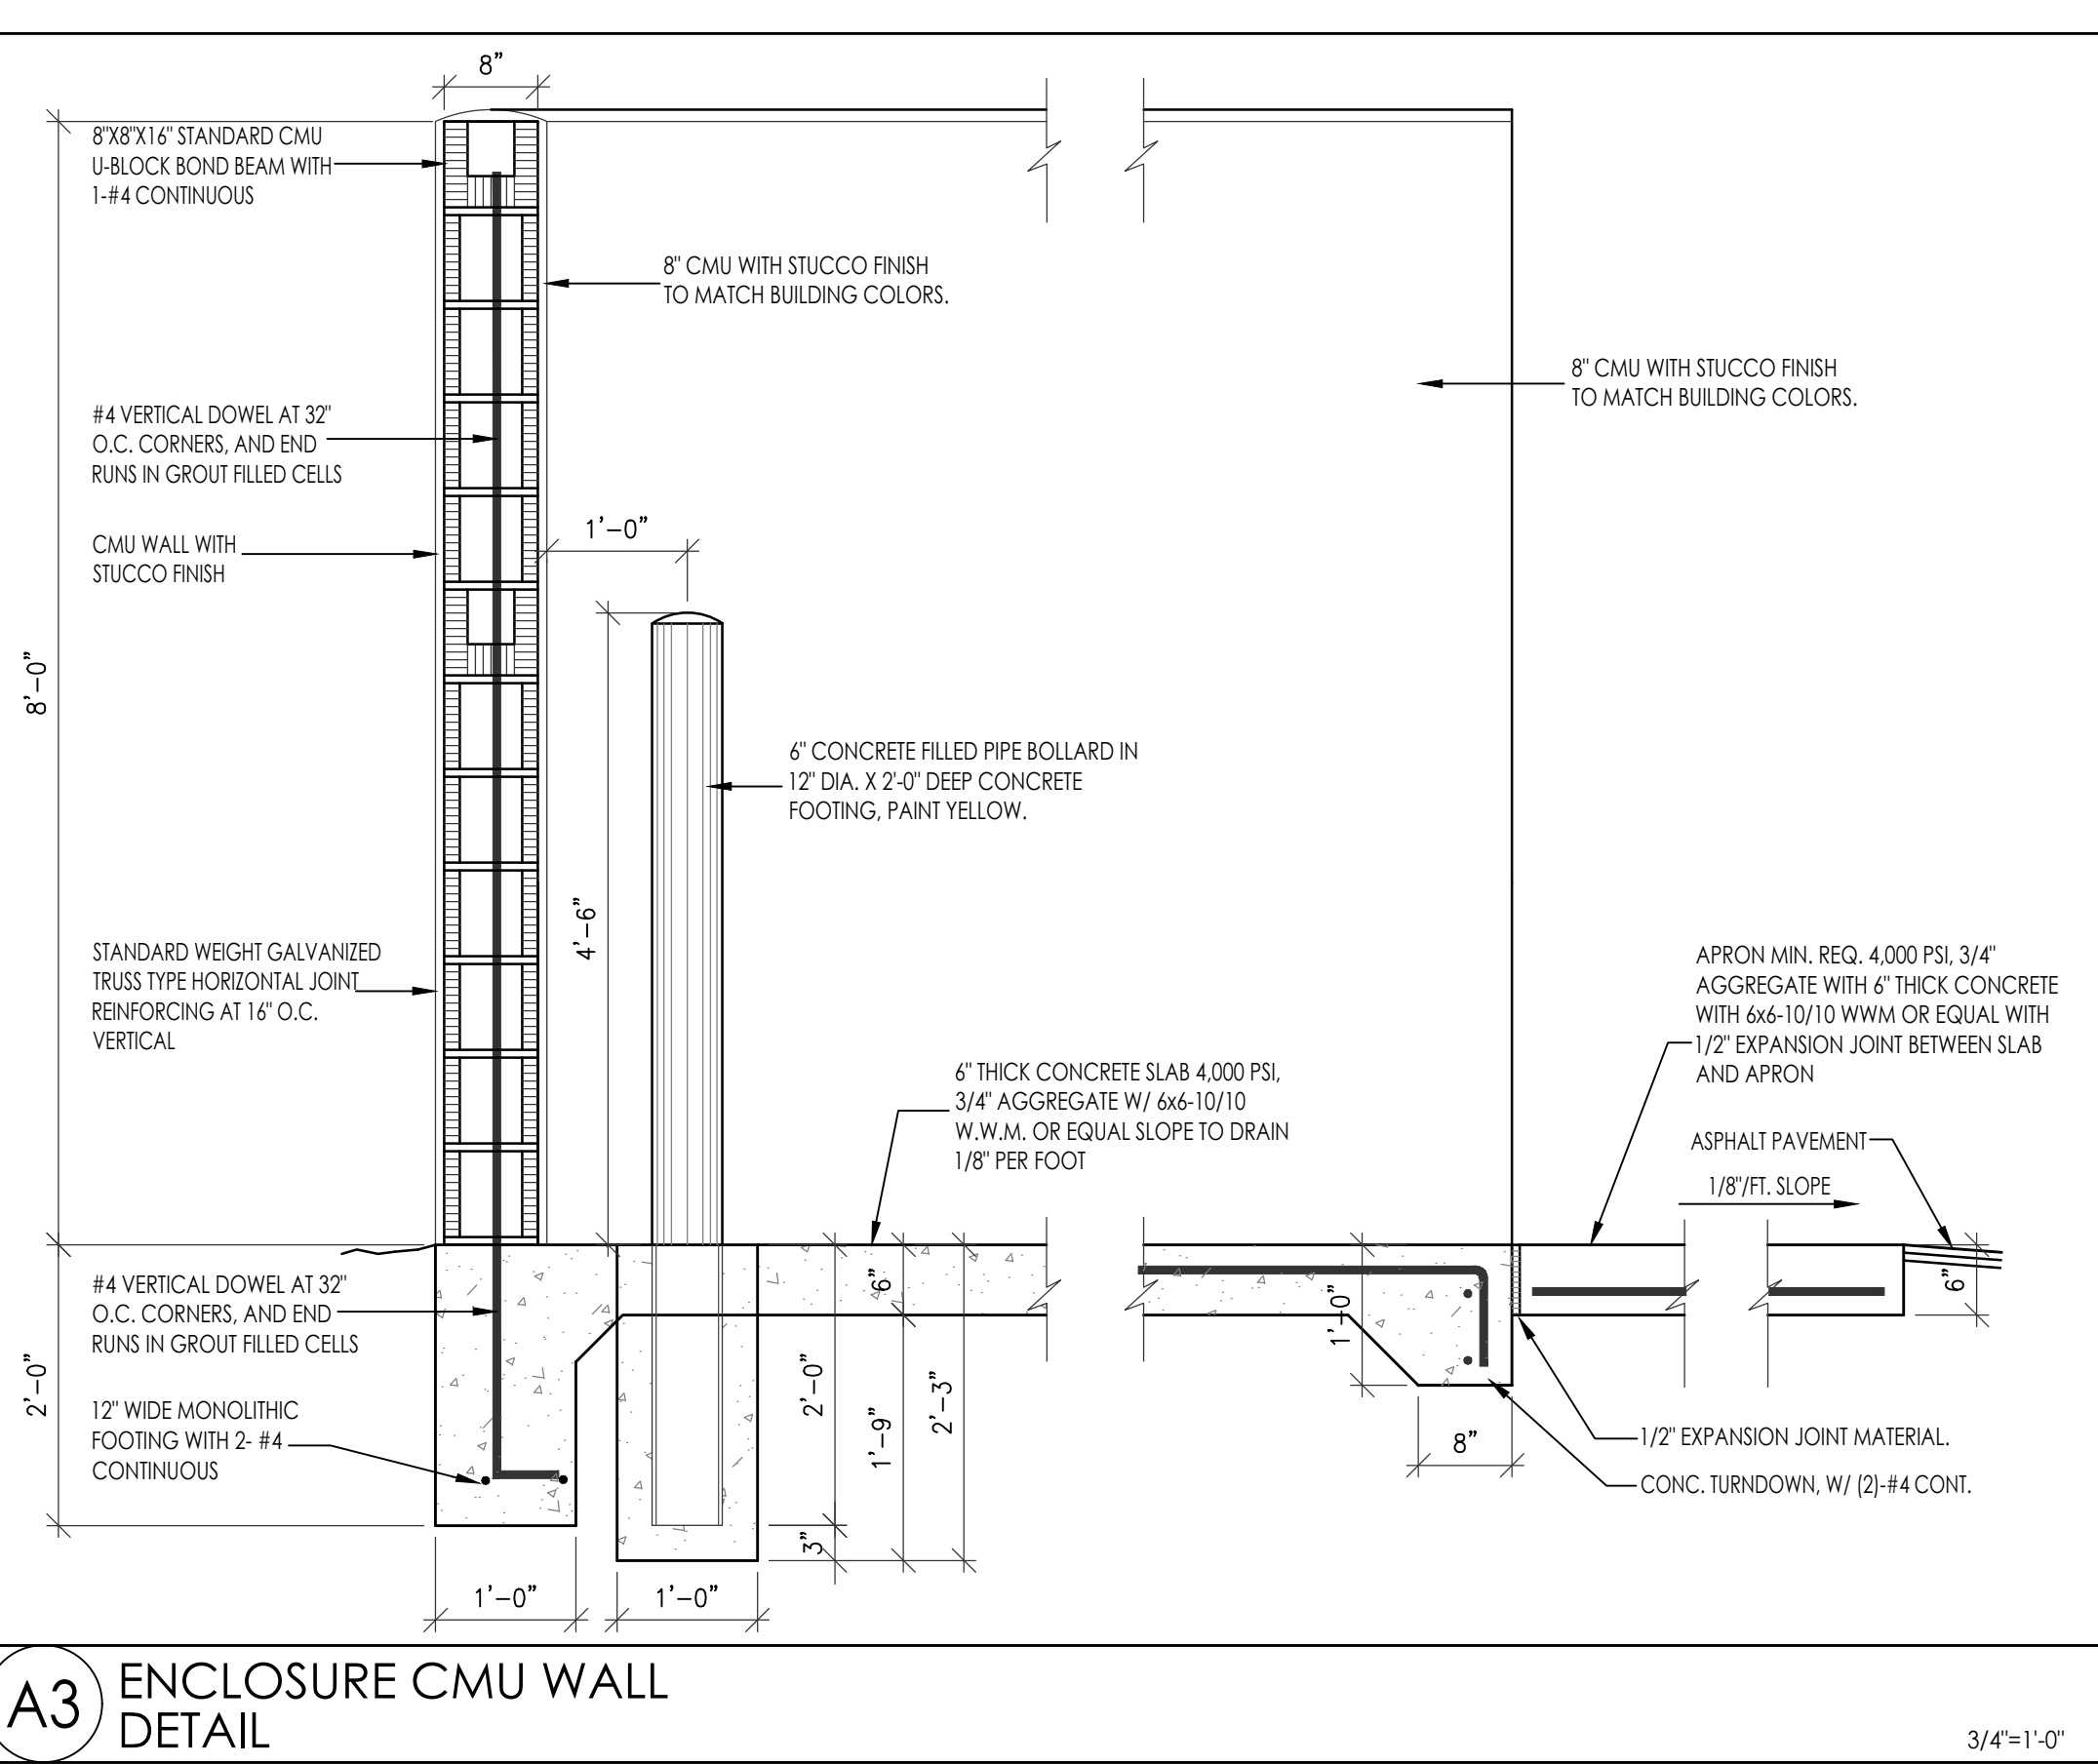 8"
8"X8"X16" STANDARD CMU
U-BLOCK BOND BEAM WITH
1-#4 CONTINUOUS
8" CMU WITH STUCCO FINISH
TO MATCH BUILDING COLORS.
8" CMU WITH STUCCO FINISH
TO MATCH BUILDING COLORS.
#4 VERTICAL DOWEL AT 32"
O.C. CORNERS, AND END
RUNS IN GROUT FILLED CELLS
1'-0"
CMU WALL WITH
STUCCO FINISH
8'-0"
6" CONCRETE FILLED PIPE BOLLARD IN
12" DIA. X 2'-0" DEEP CONCRETE
FOOTING, PAINT YELLOW.
4'-6"
STANDARD WEIGHT GALVANIZED
TRUSS TYPE HORIZONTAL JOINT
REINFORCING AT 16" O.C.
VERTICAL
APRON MIN. REQ. 4,000 PSI, 3/4"
AGGREGATE WITH 6" THICK CONCRETE
WITH 6x6-10/10 WWM OR EQUAL WITH
1/2" EXPANSION JOINT BETWEEN SLAB
AND APRON
6" THICK CONCRETE SLAB 4,000 PSI,
3/4" AGGREGATE W/ 6x6-10/10
W.W.M. OR EQUAL SLOPE TO DRAIN
1/8" PER FOOT
ASPHALT PAVEMENT
1/8"/FT. SLOPE
#4 VERTICAL DOWEL AT 32"
O.C. CORNERS, AND END
RUNS IN GROUT FILLED CELLS
6"
1'-0"
6"
2'-0"
12" WIDE MONOLITHIC
FOOTING WITH 2- #4
CONTINUOUS
2'-0"
1'-9"
2'-3"
8"
1/2" EXPANSION JOINT MATERIAL.
CONC. TURNDOWN, W/ (2)-#4 CONT.
3"
1'-0"
1'-0"
A3
ENCLOSURE CMU WALL
DETAIL
3/4"=1'-0"